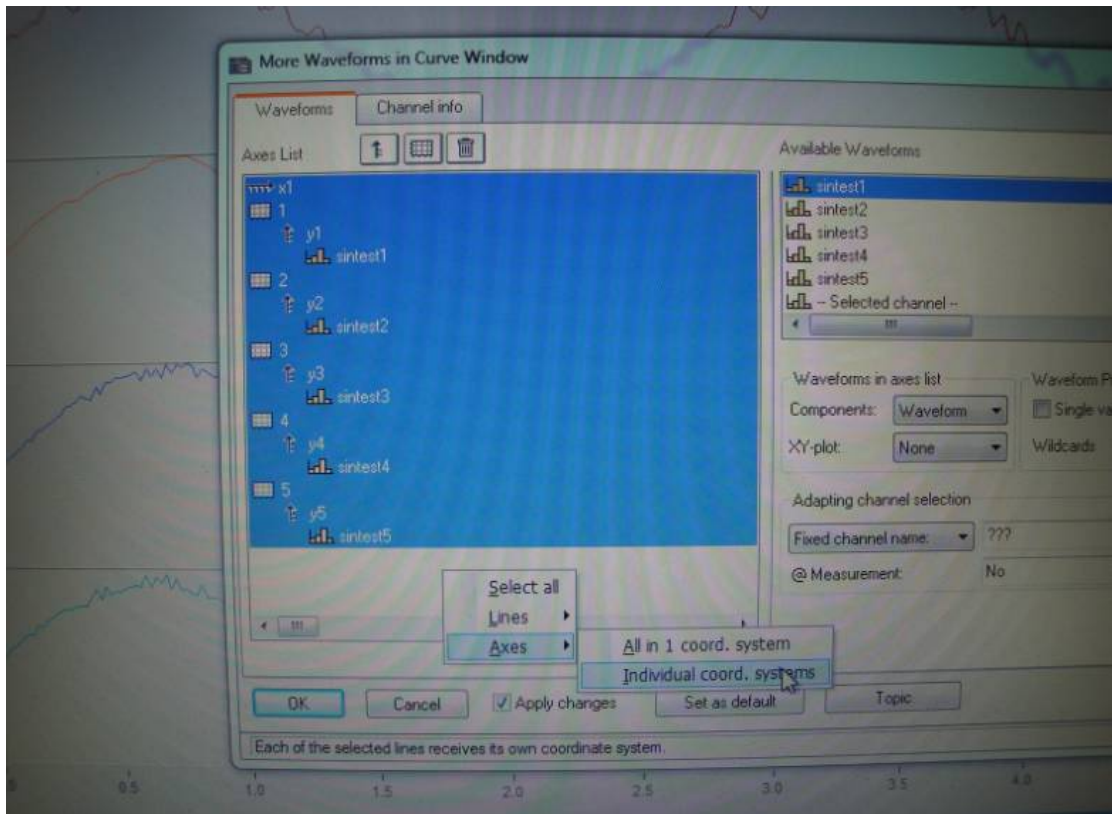 More Waveforms in Curve Window
Waveforms
Channel info
Axes List
x1
1
y1
sintest1
2
y2
sintest2
3
y3
sintest3
4
y4
sintest4
5
y5
sintest5
Available Waveforms
sintest1
sintest2
sintest3
sintest4
sintest5
-- Selected channel --
Waveforms in axes list
Components: Waveform
XY-plot: None
Waveform
Single
Wildcards
Adapting channel selection
Fixed channel name: ???
@ Measurement: No
Select all
Lines
Axes
All in 1 coord. system
Individual coord. systems
OK
Cancel
Apply changes
Set as default
Topic
Each of the selected lines receives its own coordinate system.
0.5 1.0 1.5 2.0 2.5 3.0 3.5 4.0